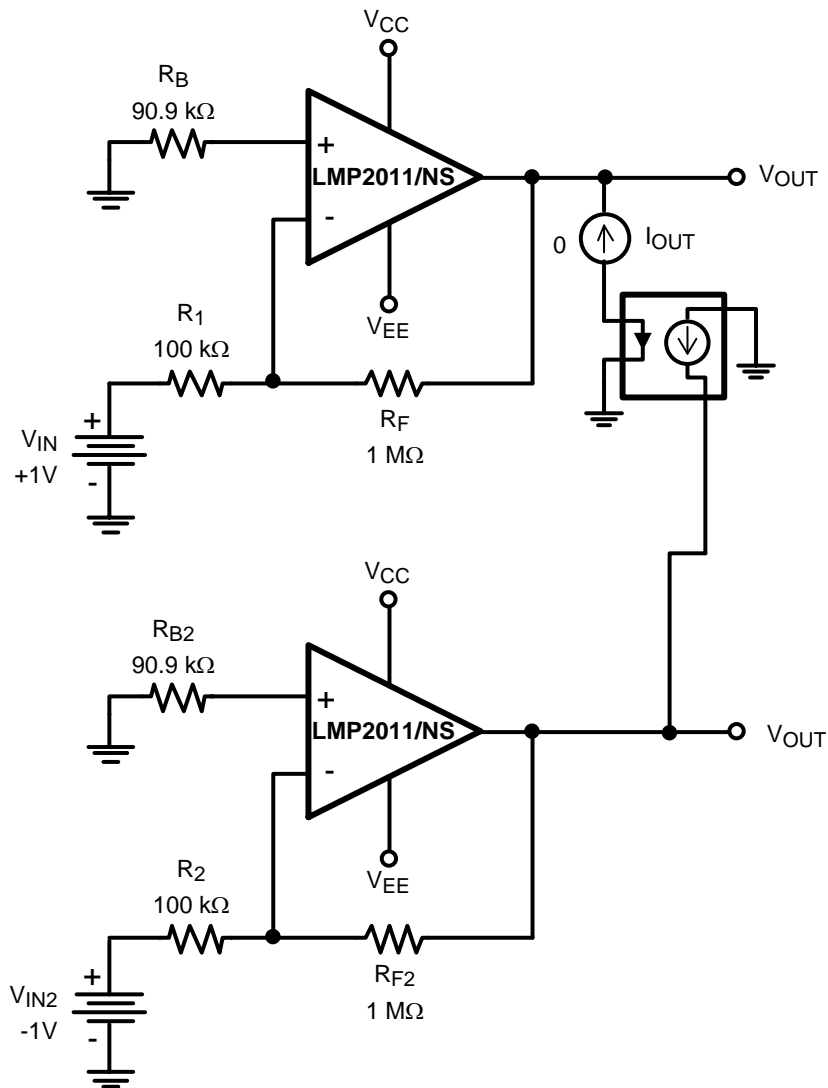 VCC
RB
90.9 kΩ
+
LMP2011/NS
-
VOUT
0
IOUT
VEE
R1
100 kΩ
RF
1 MΩ
+
VIN
+1V
-
VCC
RB2
90.9 kΩ
+
LMP2011/NS
-
VOUT
VEE
R2
100 kΩ
RF2
1 MΩ
+
VIN2
-1V
-